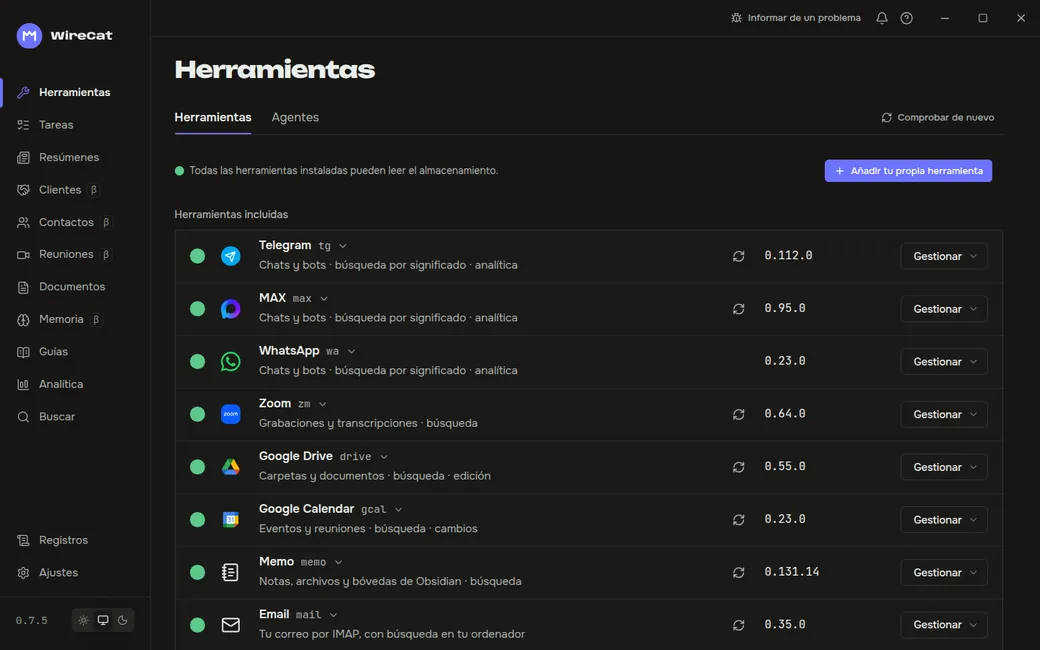 WireCat
Informar de un problema
Herramientas
Tareas
Resúmenes
Clientes β
Contactos β
Reuniones β
Documentos
Memoria β
Guías
Analítica
Buscar
Registros
Ajustes
0.7.5
Herramientas
Herramientas Agentes Comprobar de nuevo
Todas las herramientas instaladas pueden leer el almacenamiento.
+ Añadir tu propia herramienta
Herramientas incluidas
Telegram tg
Chats y bots · búsqueda por significado · analítica
0.112.0 Gestionar
MAX max
Chats y bots · búsqueda por significado · analítica
0.95.0 Gestionar
WhatsApp wa
Chats y bots · búsqueda por significado · analítica
0.23.0 Gestionar
zoom
Zoom zm
Grabaciones y transcripciones · búsqueda
0.64.0 Gestionar
Google Drive drive
Carpetas y documentos · búsqueda · edición
0.55.0 Gestionar
31
Google Calendar gcal
Eventos y reuniones · búsqueda · cambios
0.23.0 Gestionar
Memo memo
Notas, archivos y bóvedas de Obsidian · búsqueda
0.131.14 Gestionar
Email mail
Tu correo por IMAP, con búsqueda en tu ordenador
0.35.0 Gestionar